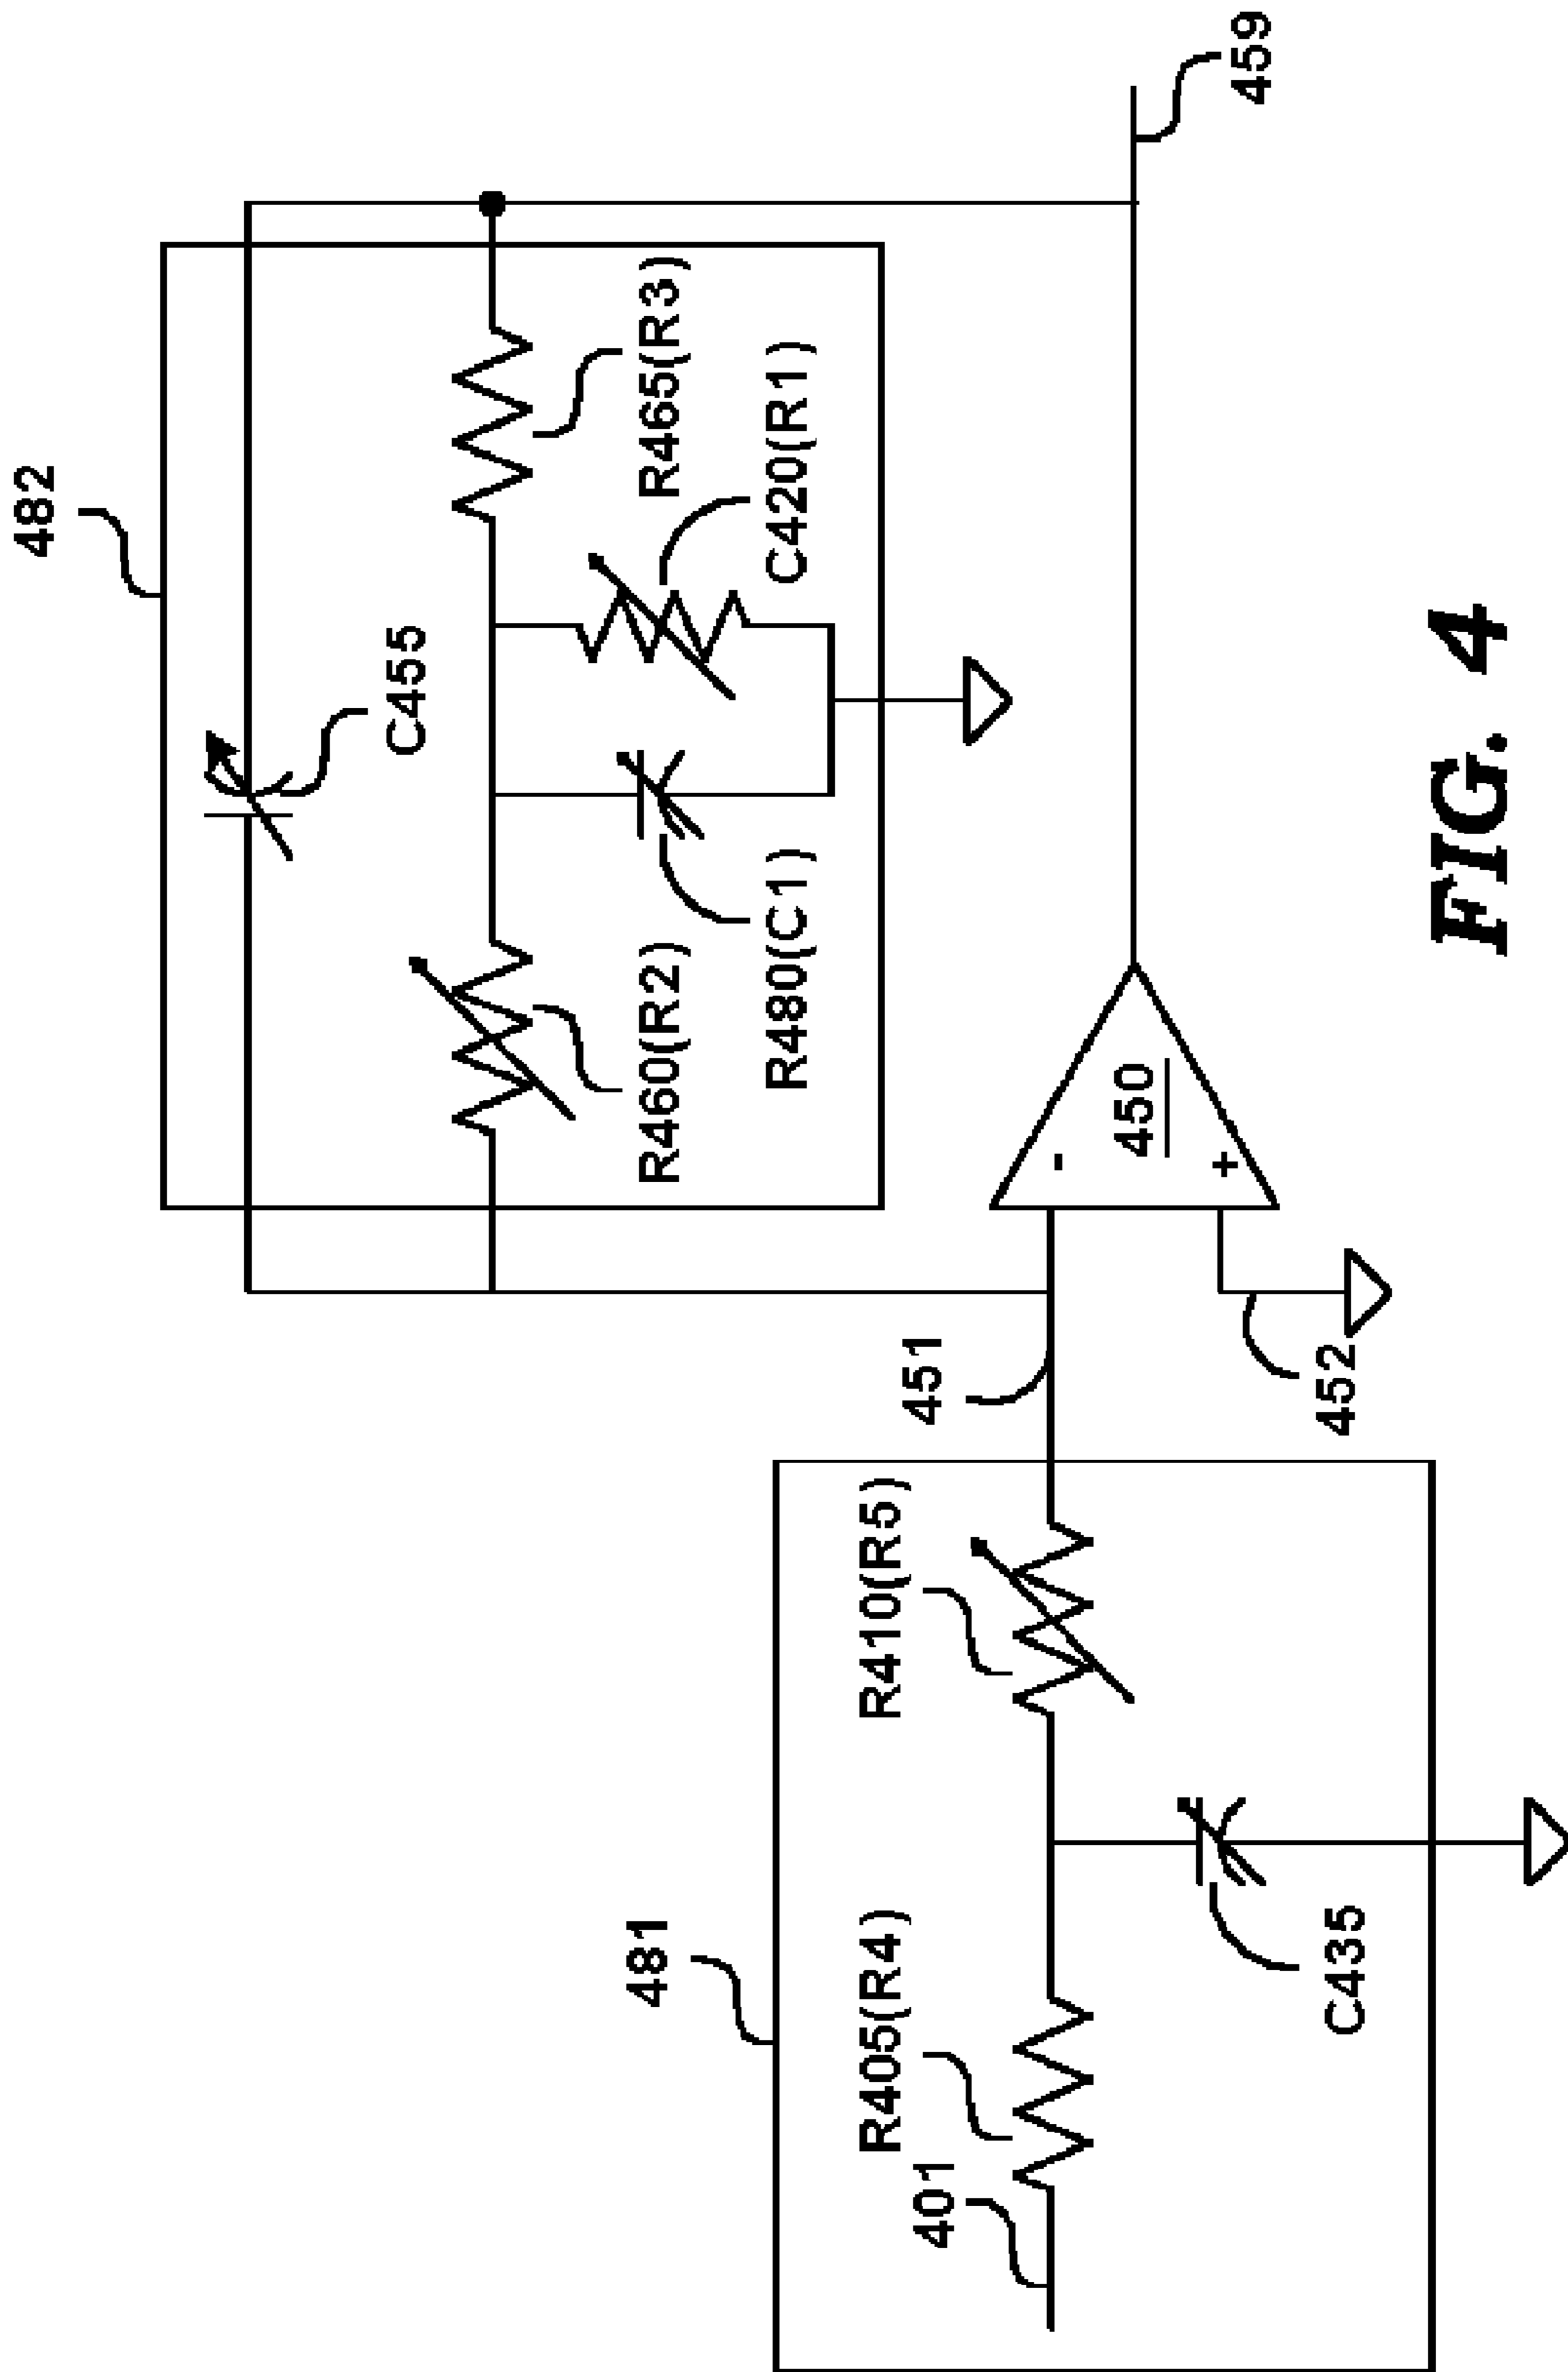 482
C455
R465(R3)
R460(R2)
C420(R1)
R480(C1)
459
451
450
-
+
452
481
R410(R5)
R405(R4)
401
C435
FIG. 4